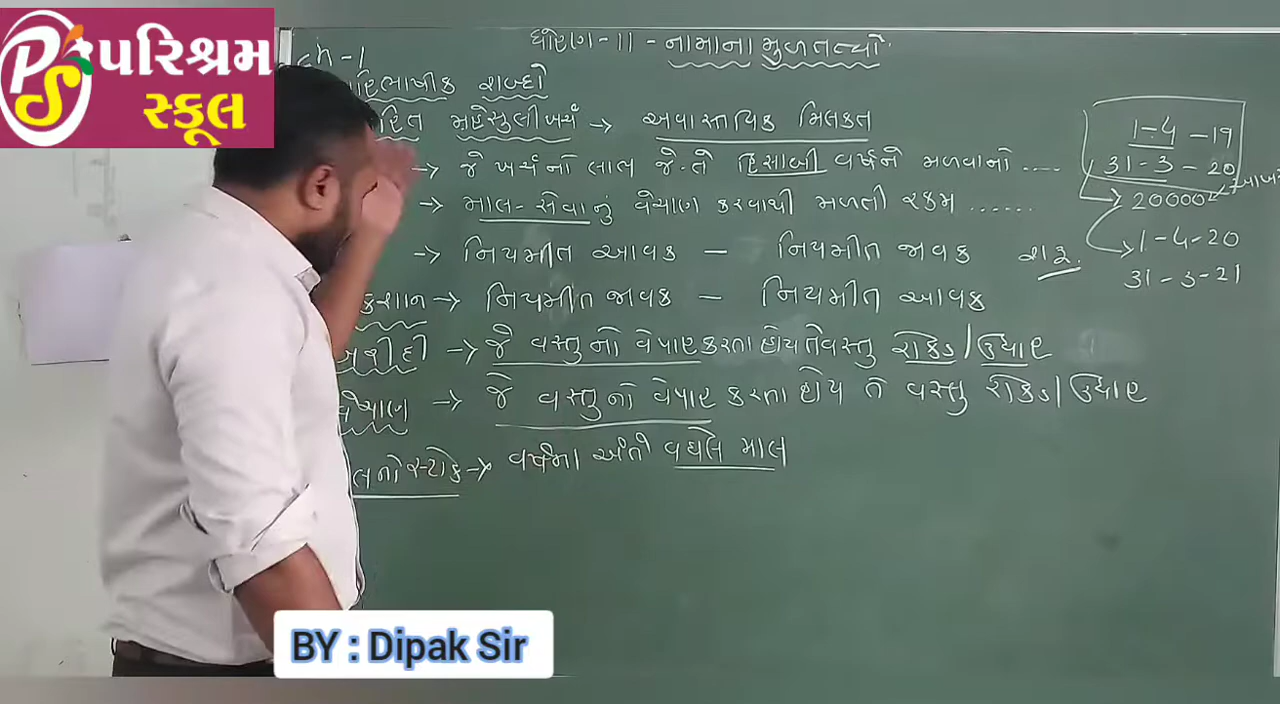 PS પરિશ્રમ
સ્કૂલ
ધોરણ-11 - નામાના મુળતત્વો
ch-1
શબ્દો
મહેસુલી ખર્ચ → અવાસ્તવિક મિલકત
→ જે ખર્ચનો લાભ જે-તે હિસાબી વર્ષને મળવાનો ....
→ માલ-સેવાનું વેચાણ કરવાથી મળતી રકમ ......
→ નિયમીત આવક - નિયમીત જાવક
→ નિયમીત જાવક - નિયમીત આવક
→ જે વસ્તુનો વેપાર કરતા હોય તે વસ્તુ રોકડ/ઉધાર
→ જે વસ્તુનો વેપાર કરતા હોય તે વસ્તુ રોકડ/ઉધાર
સ્ટોક → વર્ષના અંતે વધેલ માલ
1-4-19
31-3-20
→ 20000 ←
→ 1-4-20
31-3-21
BY : Dipak Sir